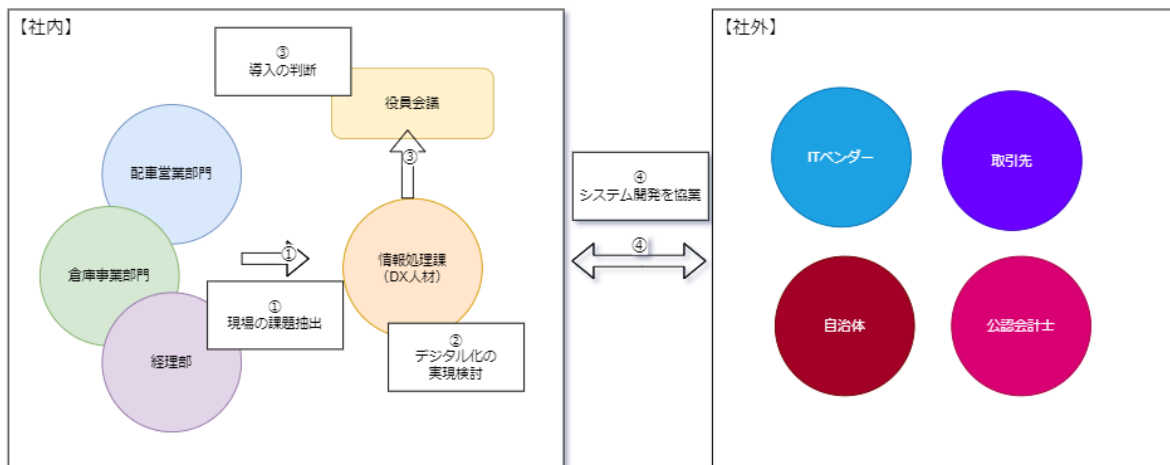 【社内】
③
導入の判断
役員会議
③
配車営業部門
倉庫事業部門
経理部
①
①
現場の課題抽出
情報処理課
（DX人材）
②
デジタル化の
実現検討
④
システム開発を協業
④
【社外】
ITベンダー
取引先
自治体
公認会計士